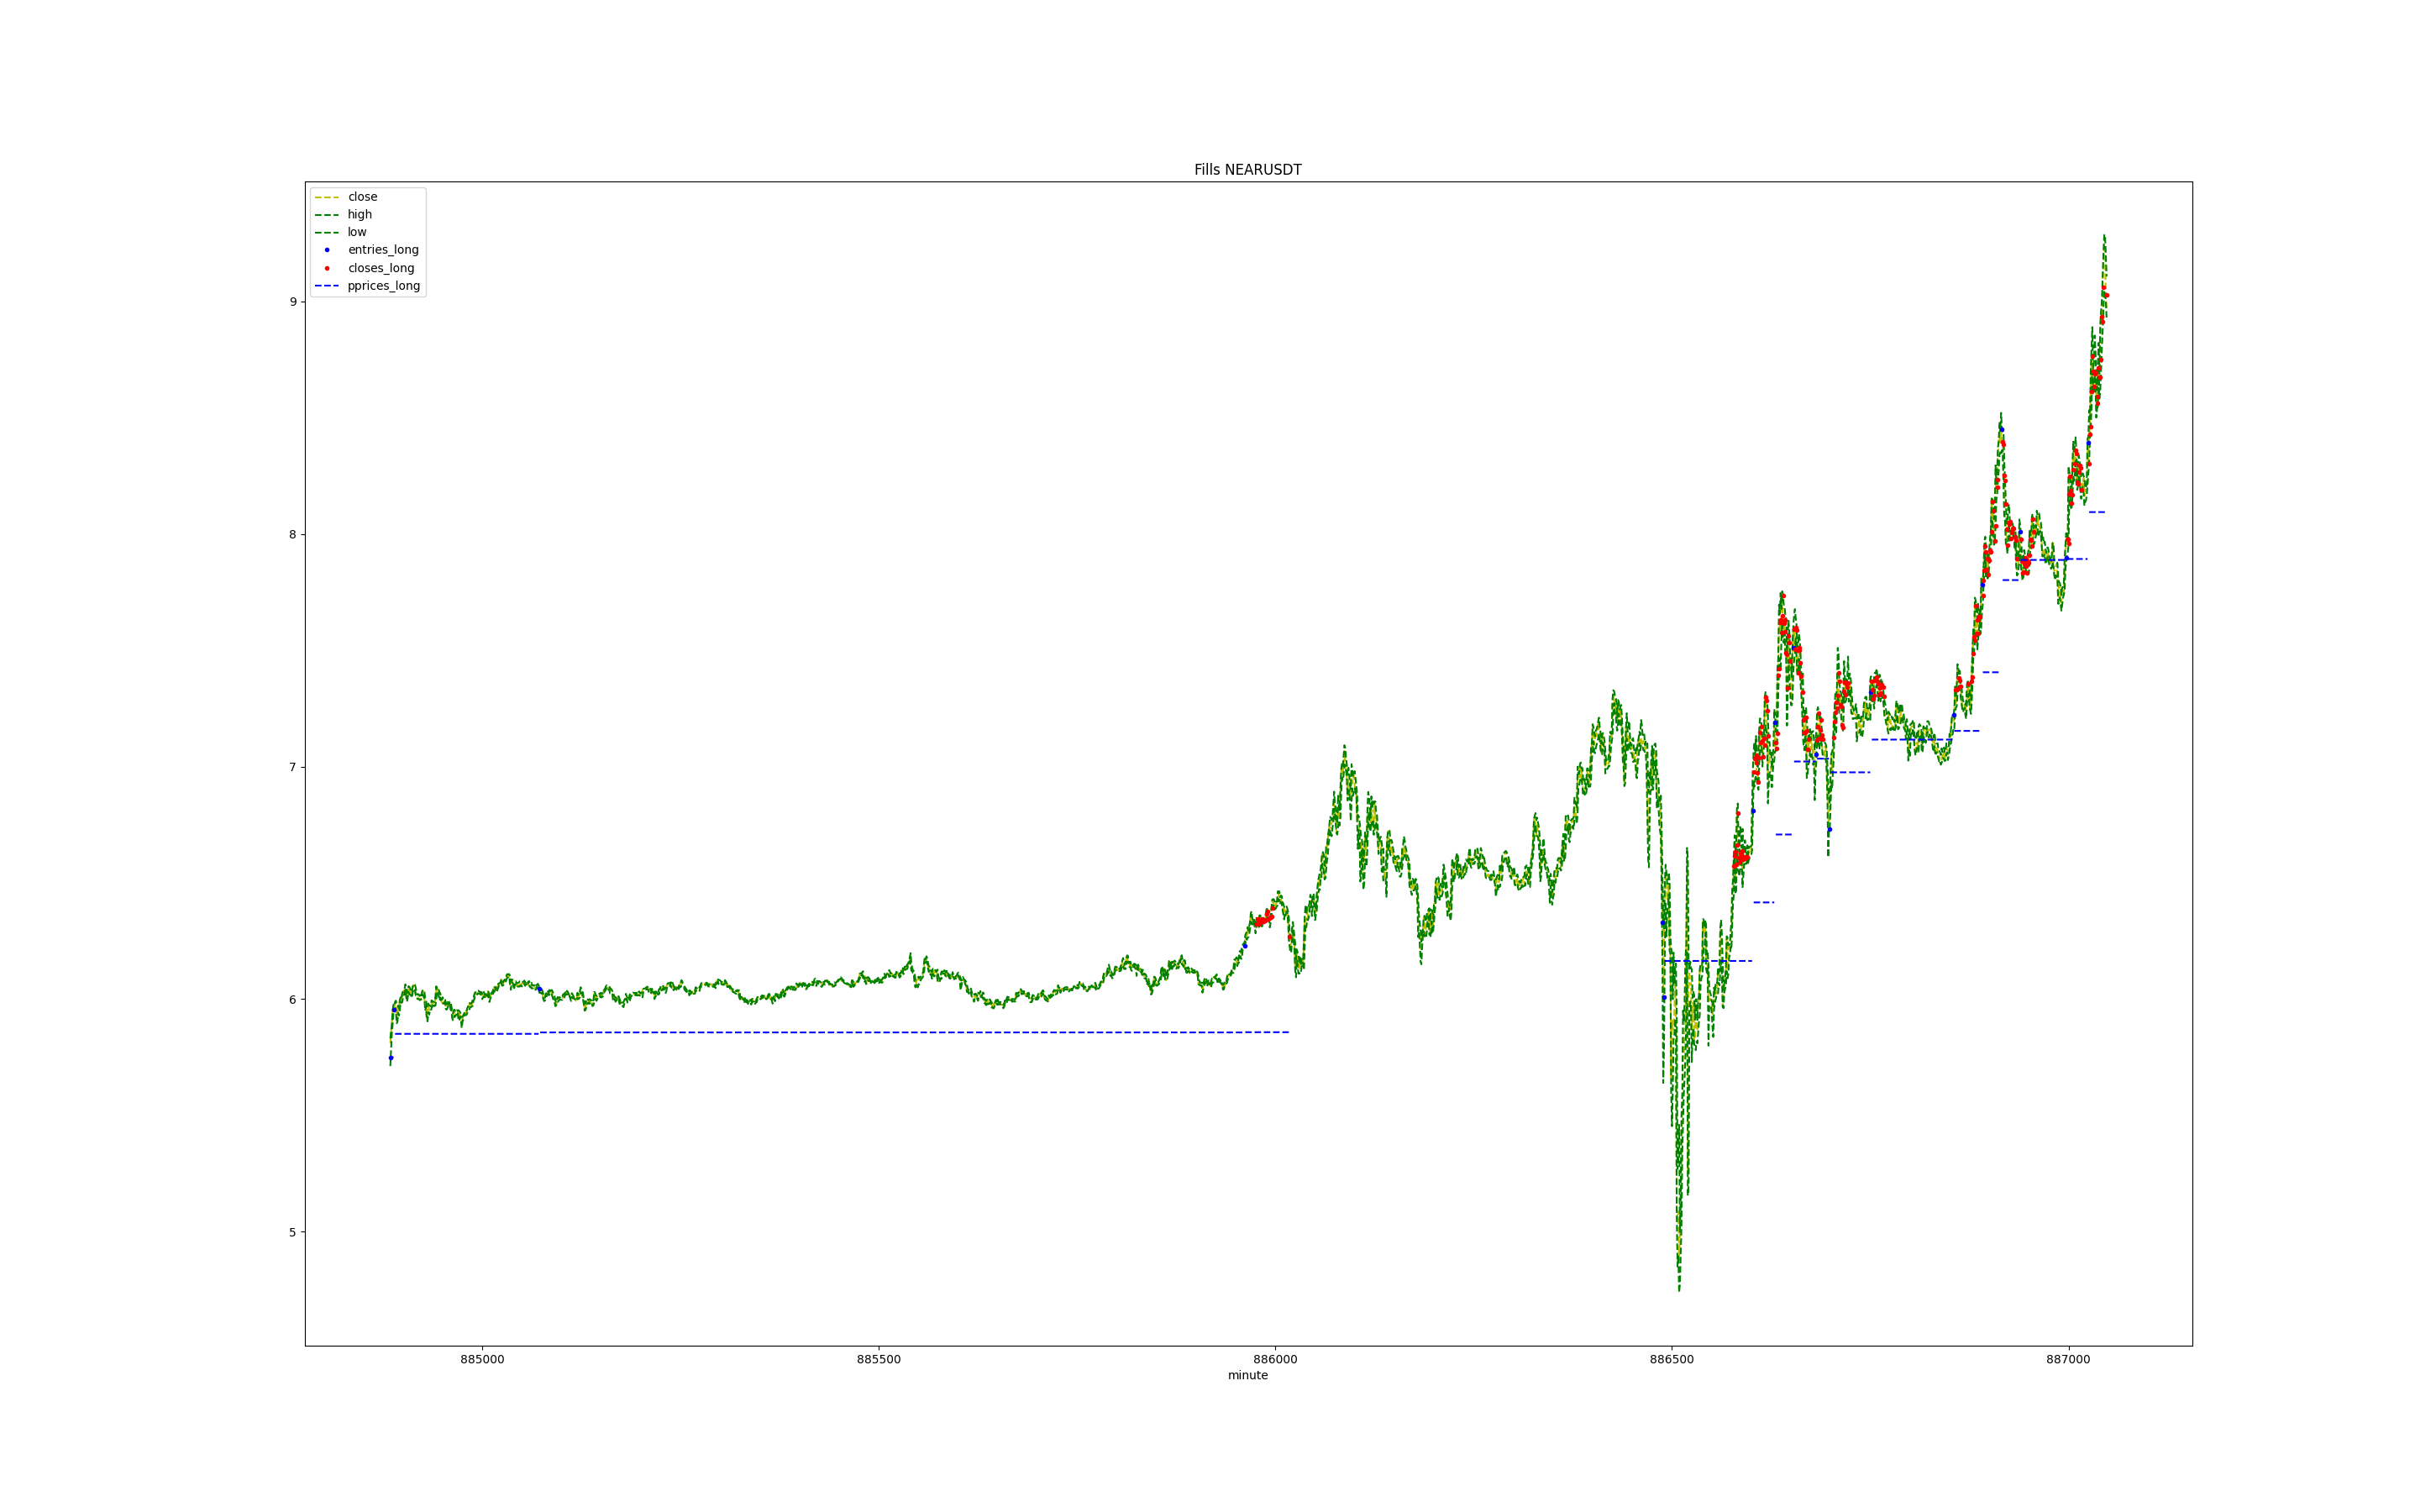 Fills NEARUSDT
close
high
low
entries_long
closes_long
pprices_long
9
8
7
6
5
885000 885500 886000 886500 887000
minute